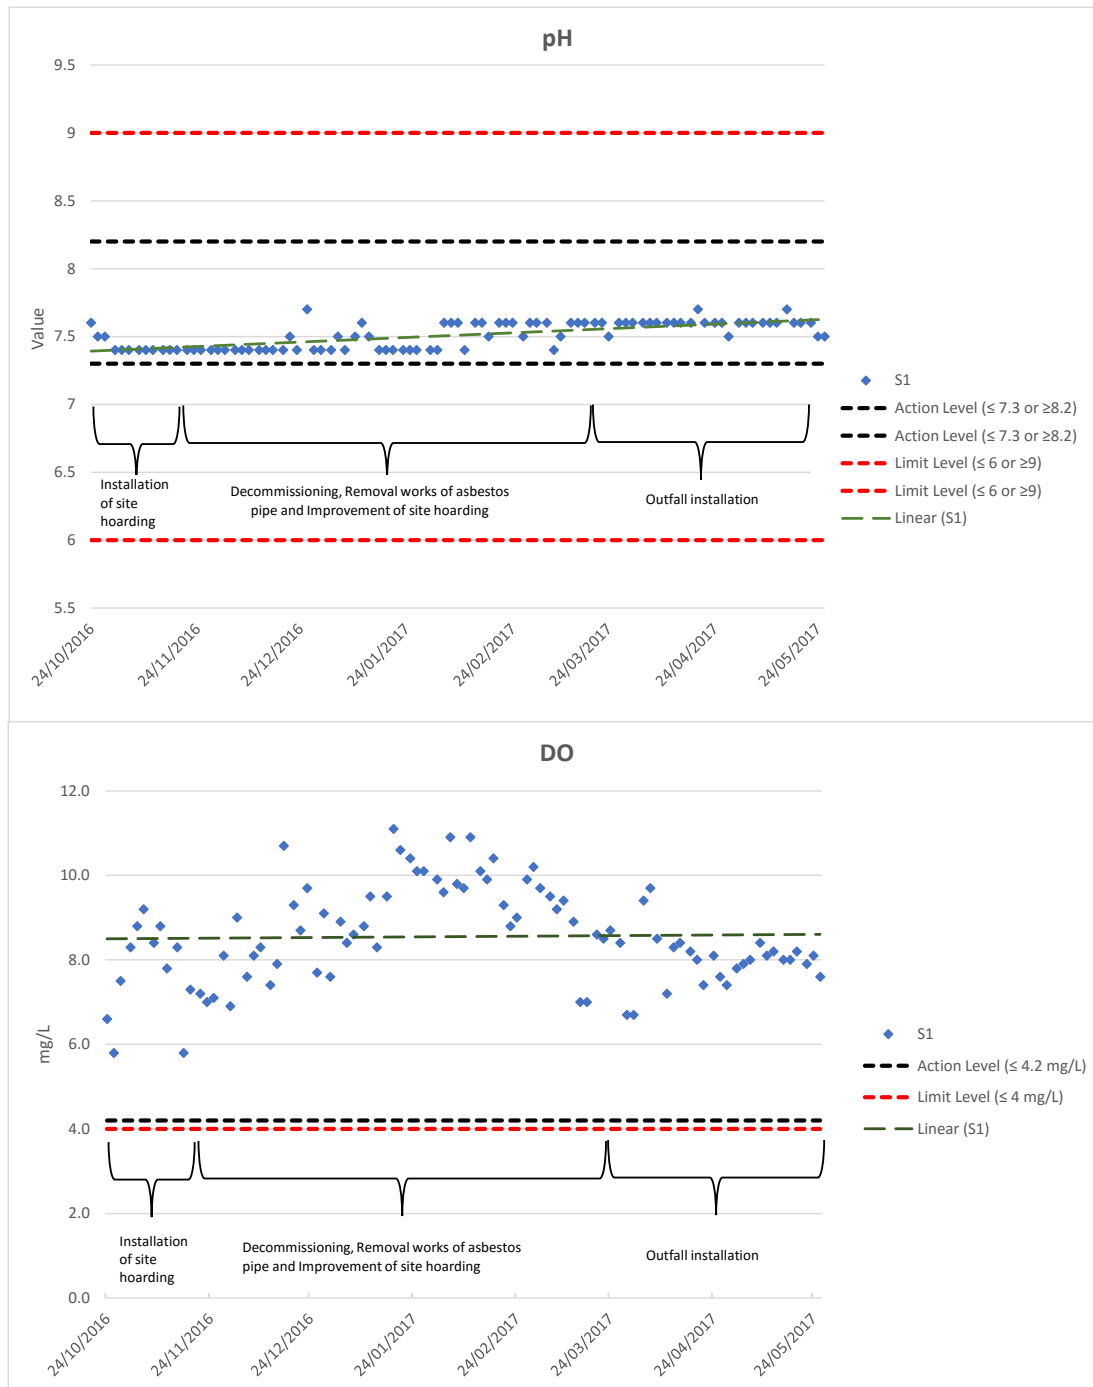 pH
9.5
9
8.5
8
7.5
7
6.5
6
5.5
Value
S1
Action Level (≤ 7.3 or ≥8.2)
Action Level (≤ 7.3 or ≥8.2)
Limit Level (≤ 6 or ≥9)
Limit Level (≤ 6 or ≥9)
Linear (S1)
Installation
of site
hoarding
Decommissioning, Removal works of asbestos
pipe and Improvement of site hoarding
Outfall installation
24/10/2016
24/11/2016
24/12/2016
24/01/2017
24/02/2017
24/03/2017
24/04/2017
24/05/2017
DO
12.0
10.0
8.0
6.0
4.0
2.0
0.0
mg/L
S1
Action Level (≤ 4.2 mg/L)
Limit Level (≤ 4 mg/L)
Linear (S1)
Installation
of site
hoarding
Decommissioning, Removal works of asbestos
pipe and Improvement of site hoarding
Outfall installation
24/10/2016
24/11/2016
24/12/2016
24/01/2017
24/02/2017
24/03/2017
24/04/2017
24/05/2017